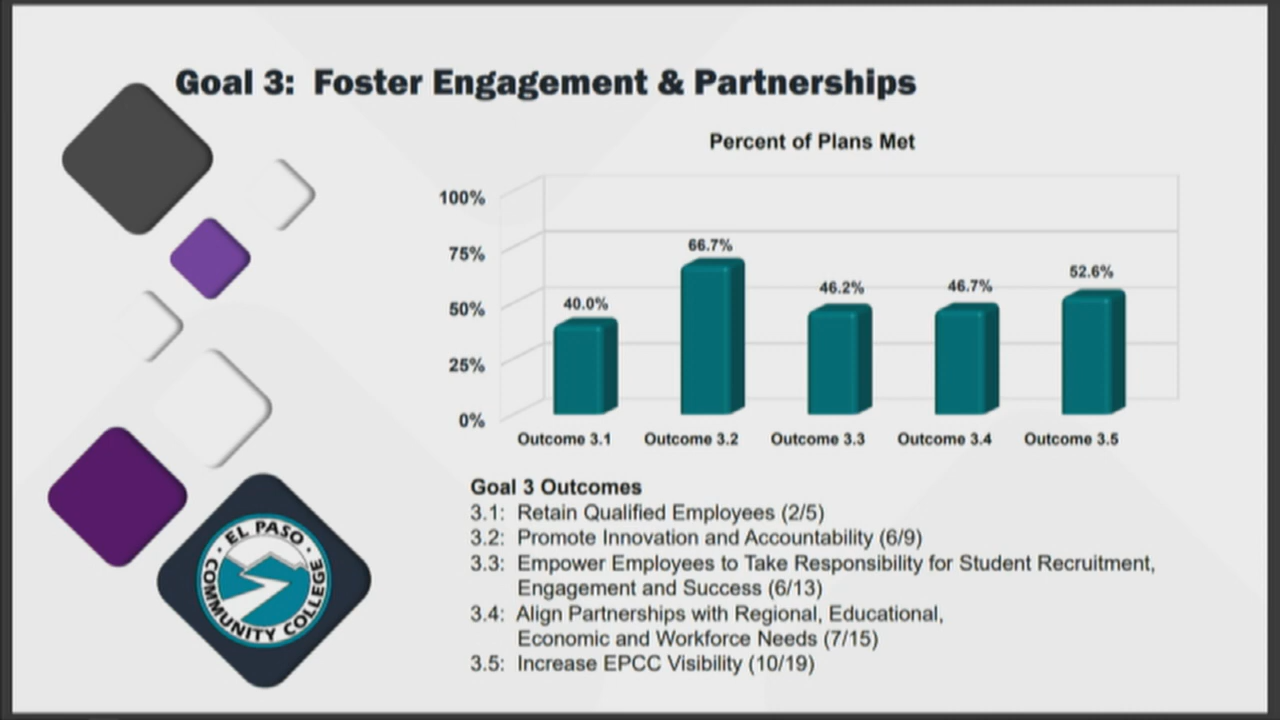 Goal 3: Foster Engagement & Partnerships
Percent of Plans Met
100%
75%
50%
25%
0%
40.0%
66.7%
46.2%
46.7%
52.6%
Outcome 3.1
Outcome 3.2
Outcome 3.3
Outcome 3.4
Outcome 3.5
Goal 3 Outcomes
3.1: Retain Qualified Employees (2/5)
3.2: Promote Innovation and Accountability (6/9)
3.3: Empower Employees to Take Responsibility for Student Recruitment,
Engagement and Success (6/13)
3.4: Align Partnerships with Regional, Educational,
Economic and Workforce Needs (7/15)
3.5: Increase EPCC Visibility (10/19)
· EL PASO ·
COMMUNITY COLLEGE